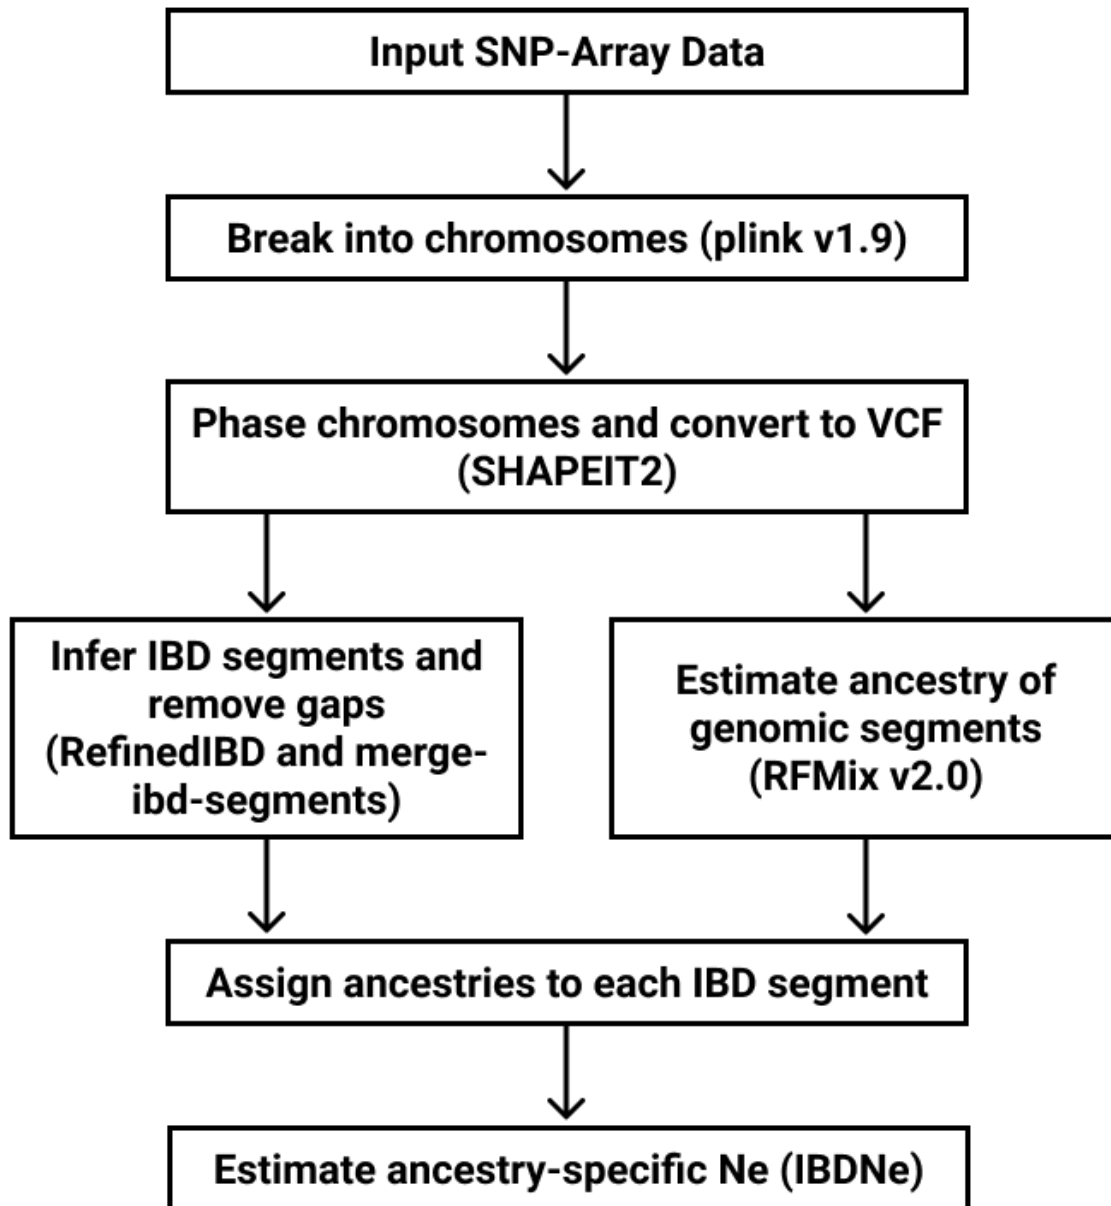 Input SNP-Array Data
Break into chromosomes (plink v1.9)
Phase chromosomes and convert to VCF
(SHAPEIT2)
Infer IBD segments and
remove gaps
(RefinedIBD and merge-
ibd-segments)
Estimate ancestry of
genomic segments
(RFMix v2.0)
Assign ancestries to each IBD segment
Estimate ancestry-specific Ne (IBDNe)